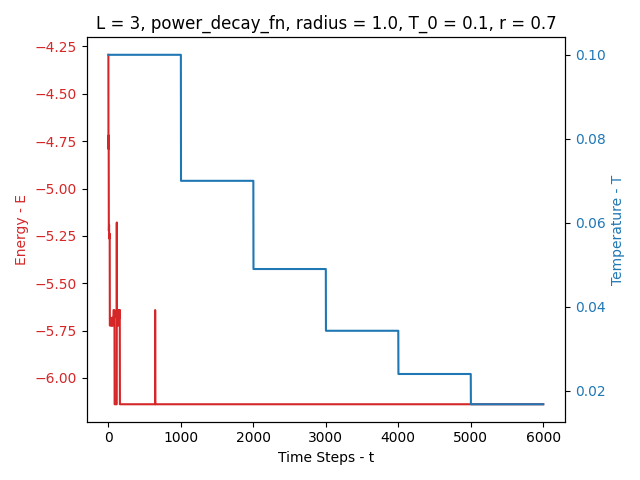 L = 3, power_decay_fn, radius = 1.0, T_0 = 0.1, r = 0.7
−4.25
−4.50
−4.75
−5.00
−5.25
−5.50
−5.75
−6.00
Energy - E
0.10
0.08
0.06
0.04
0.02
Temperature - T
0 1000 2000 3000 4000 5000 6000
Time Steps - t